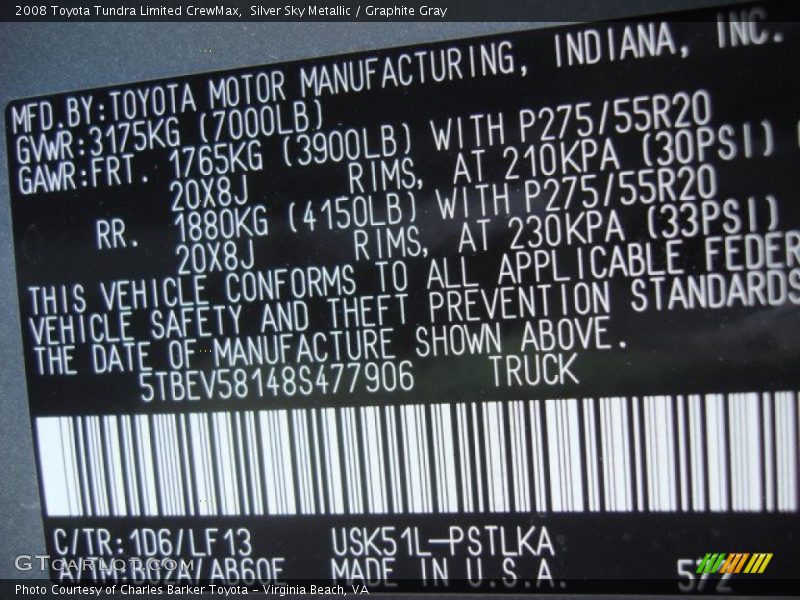 2008 Toyota Tundra Limited CrewMax,  Silver Sky Metallic / Graphite Gray
MFD.BY:TOYOTA MOTOR MANUFACTURING, INDIANA, INC.
GVWR:3175KG (7000LB)
GAWR:FRT. 1765KG (3900LB) WITH P275/55R20
20X8J RIMS, AT 210KPA (30PSI)
RR. 1880KG (4150LB) WITH P275/55R20
20X8J RIMS, AT 230KPA (33PSI)
THIS VEHICLE CONFORMS TO ALL APPLICABLE FEDER
VEHICLE SAFETY AND THEFT PREVENTION STANDARDS
THE DATE OF MANUFACTURE SHOWN ABOVE.
5TBEV58148S477906 TRUCK
C/TR:1D6/LF13 USK51L-PSTLKA
A/TM: /AB60E MADE IN U.S.A.
GTCarLot.com
Photo Courtesy of Charles Barker Toyota - Virginia Beach, VA